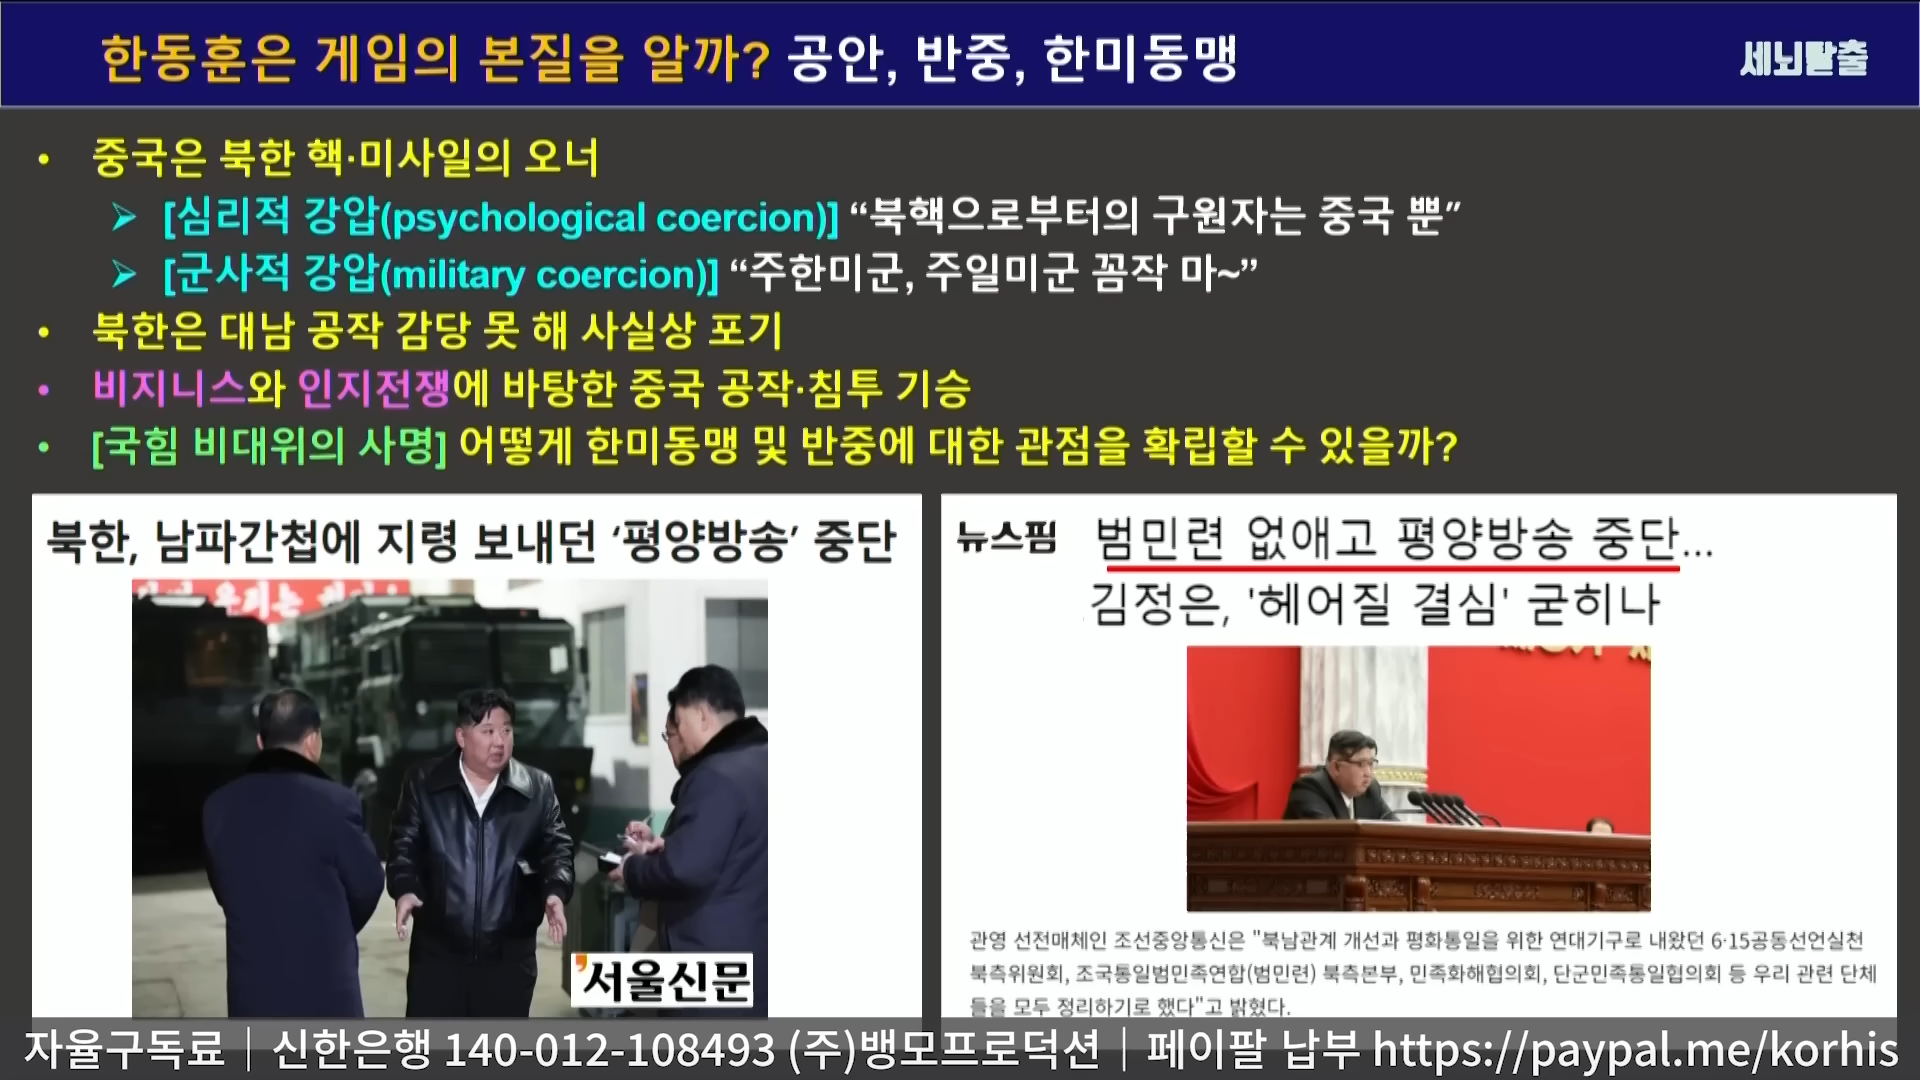 한동훈은 게임의 본질을 알까? 공안, 반중, 한미동맹
세뇌탈출
• 중국은 북한 핵·미사일의 오너
➢ [심리적 강압(psychological coercion)] “북핵으로부터의 구원자는 중국 뿐”
➢ [군사적 강압(military coercion)] “주한미군, 주일미군 꼼작 마~”
• 북한은 대남 공작 감당 못 해 사실상 포기
• 비지니스와 인지전쟁에 바탕한 중국 공작·침투 기승
• [국힘 비대위의 사명] 어떻게 한미동맹 및 반중에 대한 관점을 확립할 수 있을까?
북한, 남파간첩에 지령 보내던 ‘평양방송’ 중단
서울신문
뉴스핌
범민련 없애고 평양방송 중단...
김정은, '헤어질 결심' 굳히나
관영 선전매체인 조선중앙통신은 "북남관계 개선과 평화통일을 위한 연대기구로 내왔던 6·15공동선언실천
북측위원회, 조국통일범민족연합(범민련) 북측본부, 민족화해협의회, 단군민족통일협의회 등 우리 관련 단체
들을 모두 정리하기로 했다"고 밝혔다.
자율구독료｜신한은행 140-012-108493 (주)뱅모프로덕션｜페이팔 납부 https://paypal.me/korhis